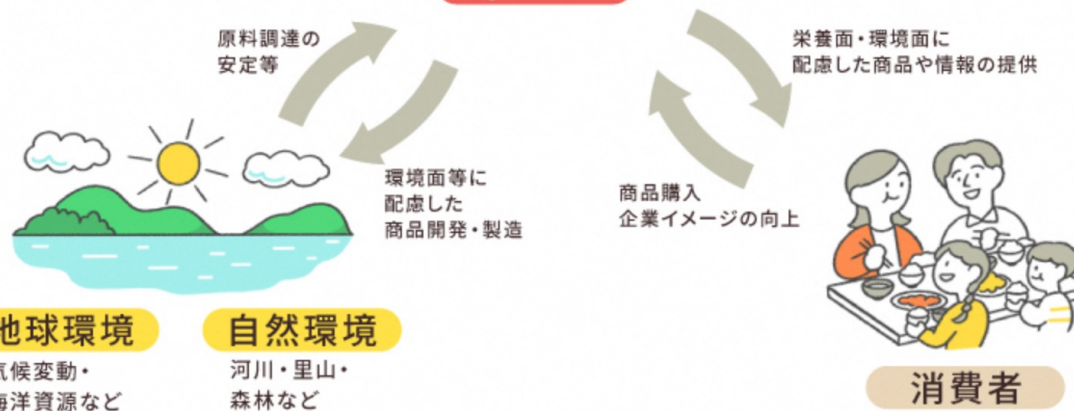 原料調達の
安定等
栄養面・環境面に
配慮した商品や情報の提供
環境面等に
配慮した
商品開発・製造
商品購入
企業イメージの向上
地球環境
気候変動・
海洋資源など
自然環境
河川・里山・
森林など
消費者